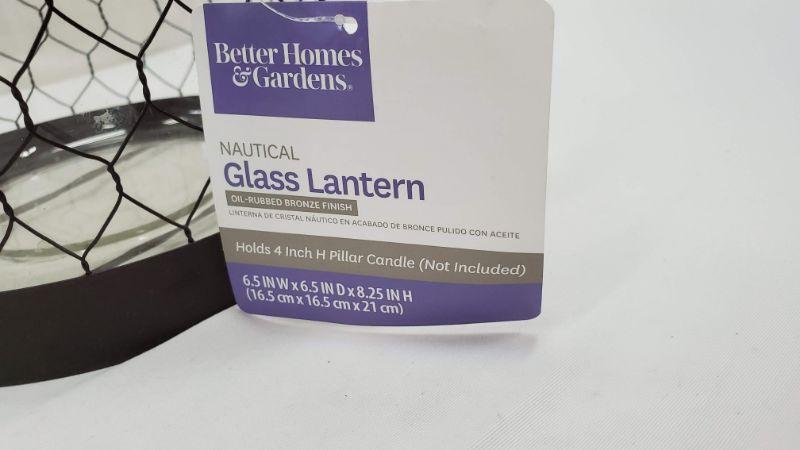 Better Homes
& Gardens®
NAUTICAL
Glass Lantern
OIL-RUBBED BRONZE FINISH
LINTERNA DE CRISTAL NÁUTICO EN ACABADO DE BRONCE PULIDO CON ACEITE
Holds 4 Inch H Pillar Candle (Not Included)
6.5 IN W x 6.5 IN D x 8.25 IN H
(16.5 cm x 16.5 cm x 21 cm)